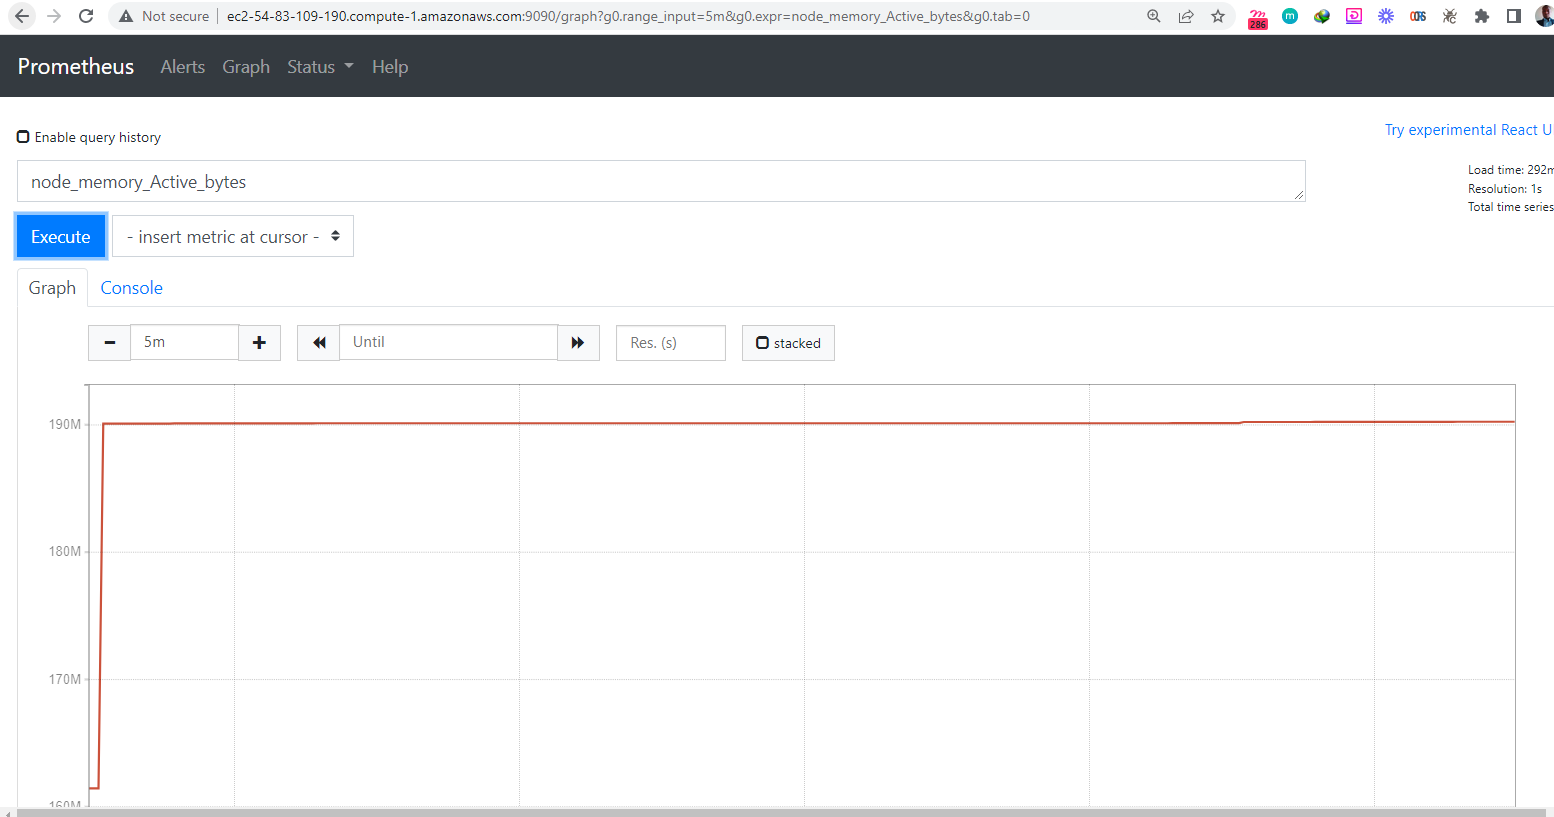 Not secure | ec2-54-83-109-190.compute-1.amazonaws.com:9090/graph?g0.range_input=5m&g0.expr=node_memory_Active_bytes&g0.tab=0
286
m
Prometheus Alerts Graph Status Help
Enable query history
Try experimental React U
node_memory_Active_bytes
Load time: 292m
Resolution: 1s
Total time series
Execute - insert metric at cursor -
Graph Console
5m Until Res. (s) stacked
190M
180M
170M
160M